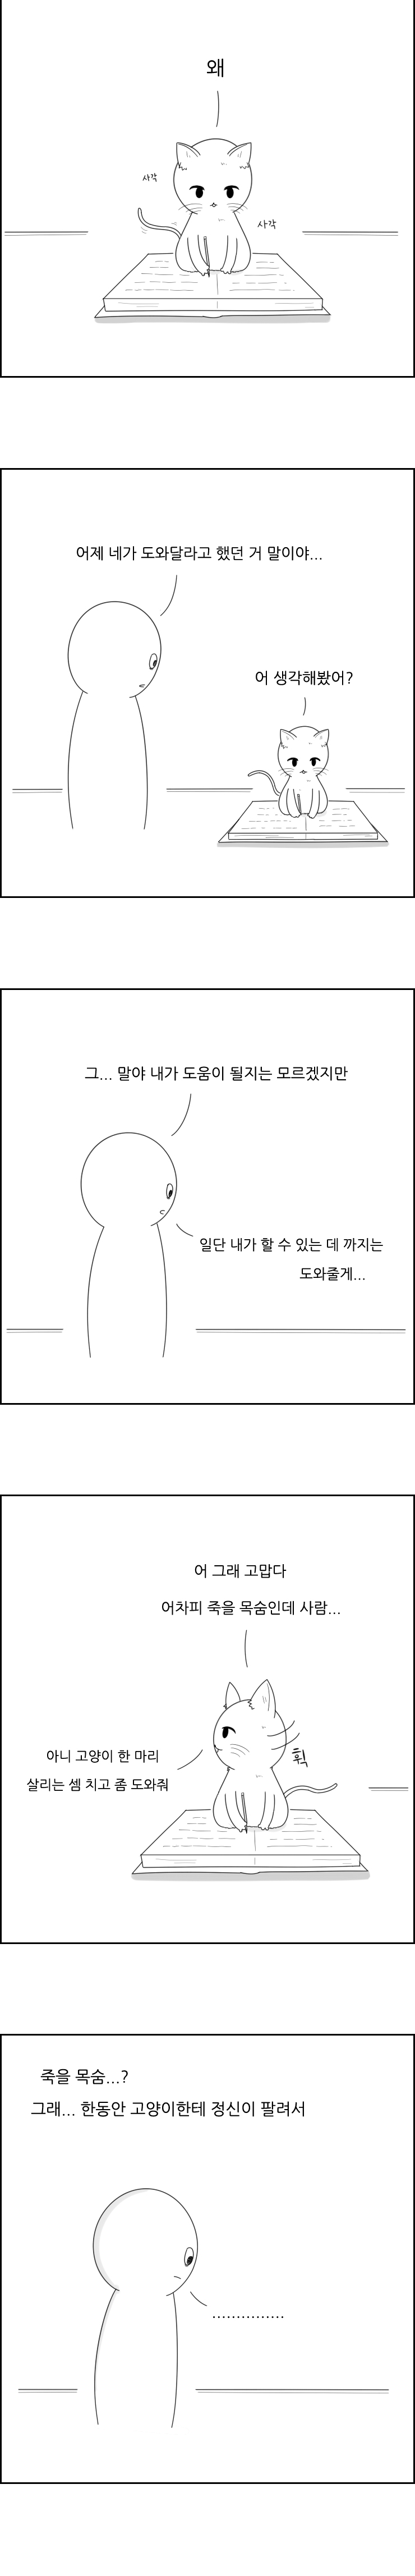 왜
사각
사각
어제 네가 도와달라고 했던 거 말이야...
어 생각해봤어?
그... 말야 내가 도움이 될지는 모르겠지만
일단 내가 할 수 있는 데 까지는
도와줄게...
어 그래 고맙다
어차피 죽을 목숨인데 사람...
휙
아니 고양이 한 마리
살리는 셈 치고 좀 도와줘
죽을 목숨...?
그래... 한동안 고양이한테 정신이 팔려서
...............